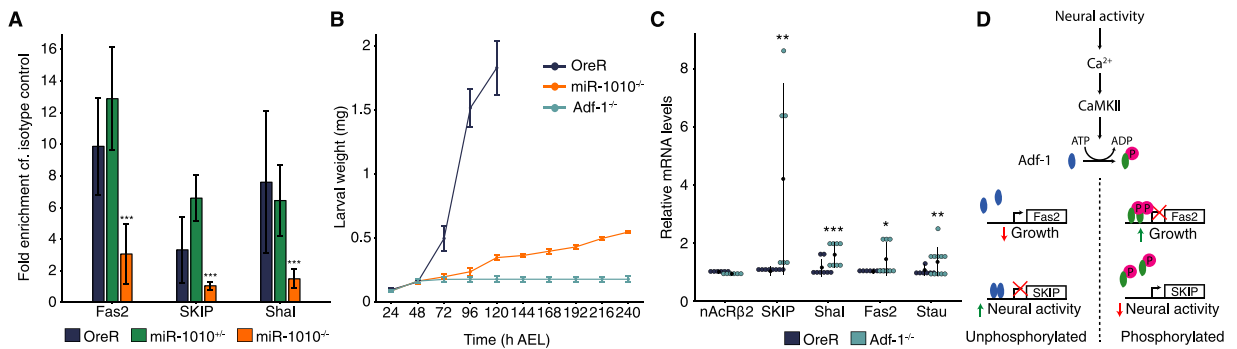 A
Fold enrichment cf. isotype control
16
14
12
10
8
6
4
2
0
***
***
***
Fas2 SKIP Shal
OreR miR-1010+/- miR-1010-/-
B
Larval weight (mg)
2
1.5
1
0.5
0
OreR
miR-1010-/-
Adf-1-/-
24 48 72 96 120 144 168 192 216 240
Time (h AEL)
C
Relative mRNA levels
8
6
4
2
0
**
***
*
**
nAcRβ2 SKIP Shal Fas2 Stau
OreR Adf-1-/-
D
Neural activity
Ca2+
CaMKII
ATP ADP
Adf-1
P
Fas2
Growth
P P
Fas2
Growth
SKIP
Neural activity
P
P
SKIP
Neural activity
Unphosphorylated Phosphorylated